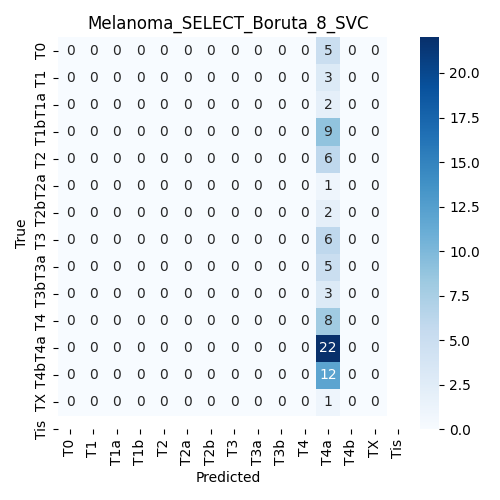 Melanoma_SELECT_Boruta_8_SVC
T0 0 0 0 0 0 0 0 0 0 0 0 5 0 0
T1 0 0 0 0 0 0 0 0 0 0 0 3 0 0
T1a 0 0 0 0 0 0 0 0 0 0 0 2 0 0
T1b 0 0 0 0 0 0 0 0 0 0 0 9 0 0
T2 0 0 0 0 0 0 0 0 0 0 0 6 0 0
T2a 0 0 0 0 0 0 0 0 0 0 0 1 0 0
T2b 0 0 0 0 0 0 0 0 0 0 0 2 0 0
T3 0 0 0 0 0 0 0 0 0 0 0 6 0 0
T3a 0 0 0 0 0 0 0 0 0 0 0 5 0 0
T3b 0 0 0 0 0 0 0 0 0 0 0 3 0 0
T4 0 0 0 0 0 0 0 0 0 0 0 8 0 0
T4a 0 0 0 0 0 0 0 0 0 0 0 22 0 0
T4b 0 0 0 0 0 0 0 0 0 0 0 12 0 0
TX 0 0 0 0 0 0 0 0 0 0 0 1 0 0
Tis
True
T0 T1 T1a T1b T2 T2a T2b T3 T3a T3b T4 T4a T4b TX Tis
Predicted
20.0
17.5
15.0
12.5
10.0
7.5
5.0
2.5
0.0